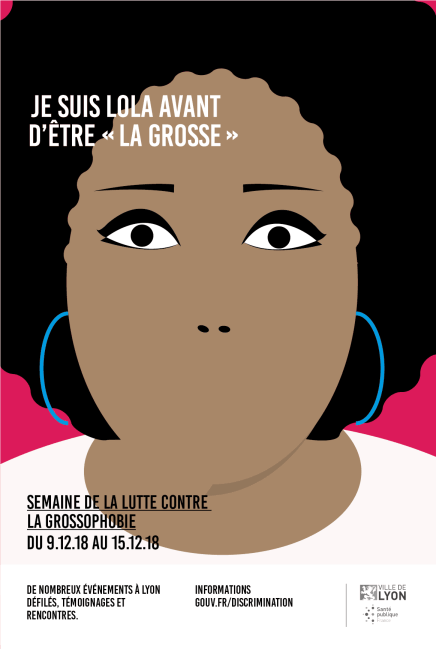 JE SUIS LOLA AVANT
D'ÊTRE « LA GROSSE »
SEMAINE DE LA LUTTE CONTRE
LA GROSSOPHOBIE
DU 9.12.18 AU 15.12.18
DE NOMBREUX ÉVÉNEMENTS À LYON
DÉFILÉS, TÉMOIGNAGES ET
RENCONTRES.
INFORMATIONS
GOUV.FR/DISCRIMINATION
VILLE DE
LYON
Santé
publique
France